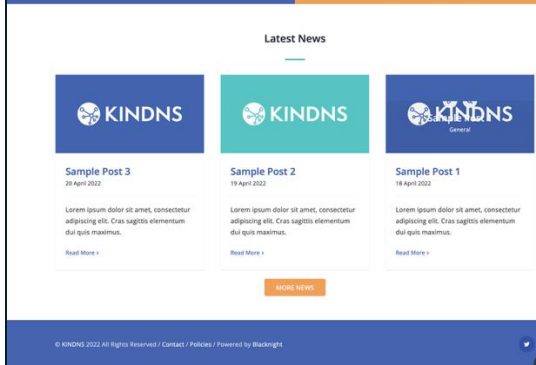 Latest News
KINDNS
KINDNS
KINDNS
Sample Post 1
General
Sample Post 3
20 April 2022
Lorem ipsum dolor sit amet, consectetur
adipiscing elit. Cras sagittis elementum
dui quis maximus.
Read More >
Sample Post 2
19 April 2022
Lorem ipsum dolor sit amet, consectetur
adipiscing elit. Cras sagittis elementum
dui quis maximus.
Read More >
Sample Post 1
18 April 2022
Lorem ipsum dolor sit amet, consectetur
adipiscing elit. Cras sagittis elementum
dui quis maximus.
Read More >
MORE NEWS
© KINDNS 2022 All Rights Reserved / Contact / Policies / Powered by Blacknight